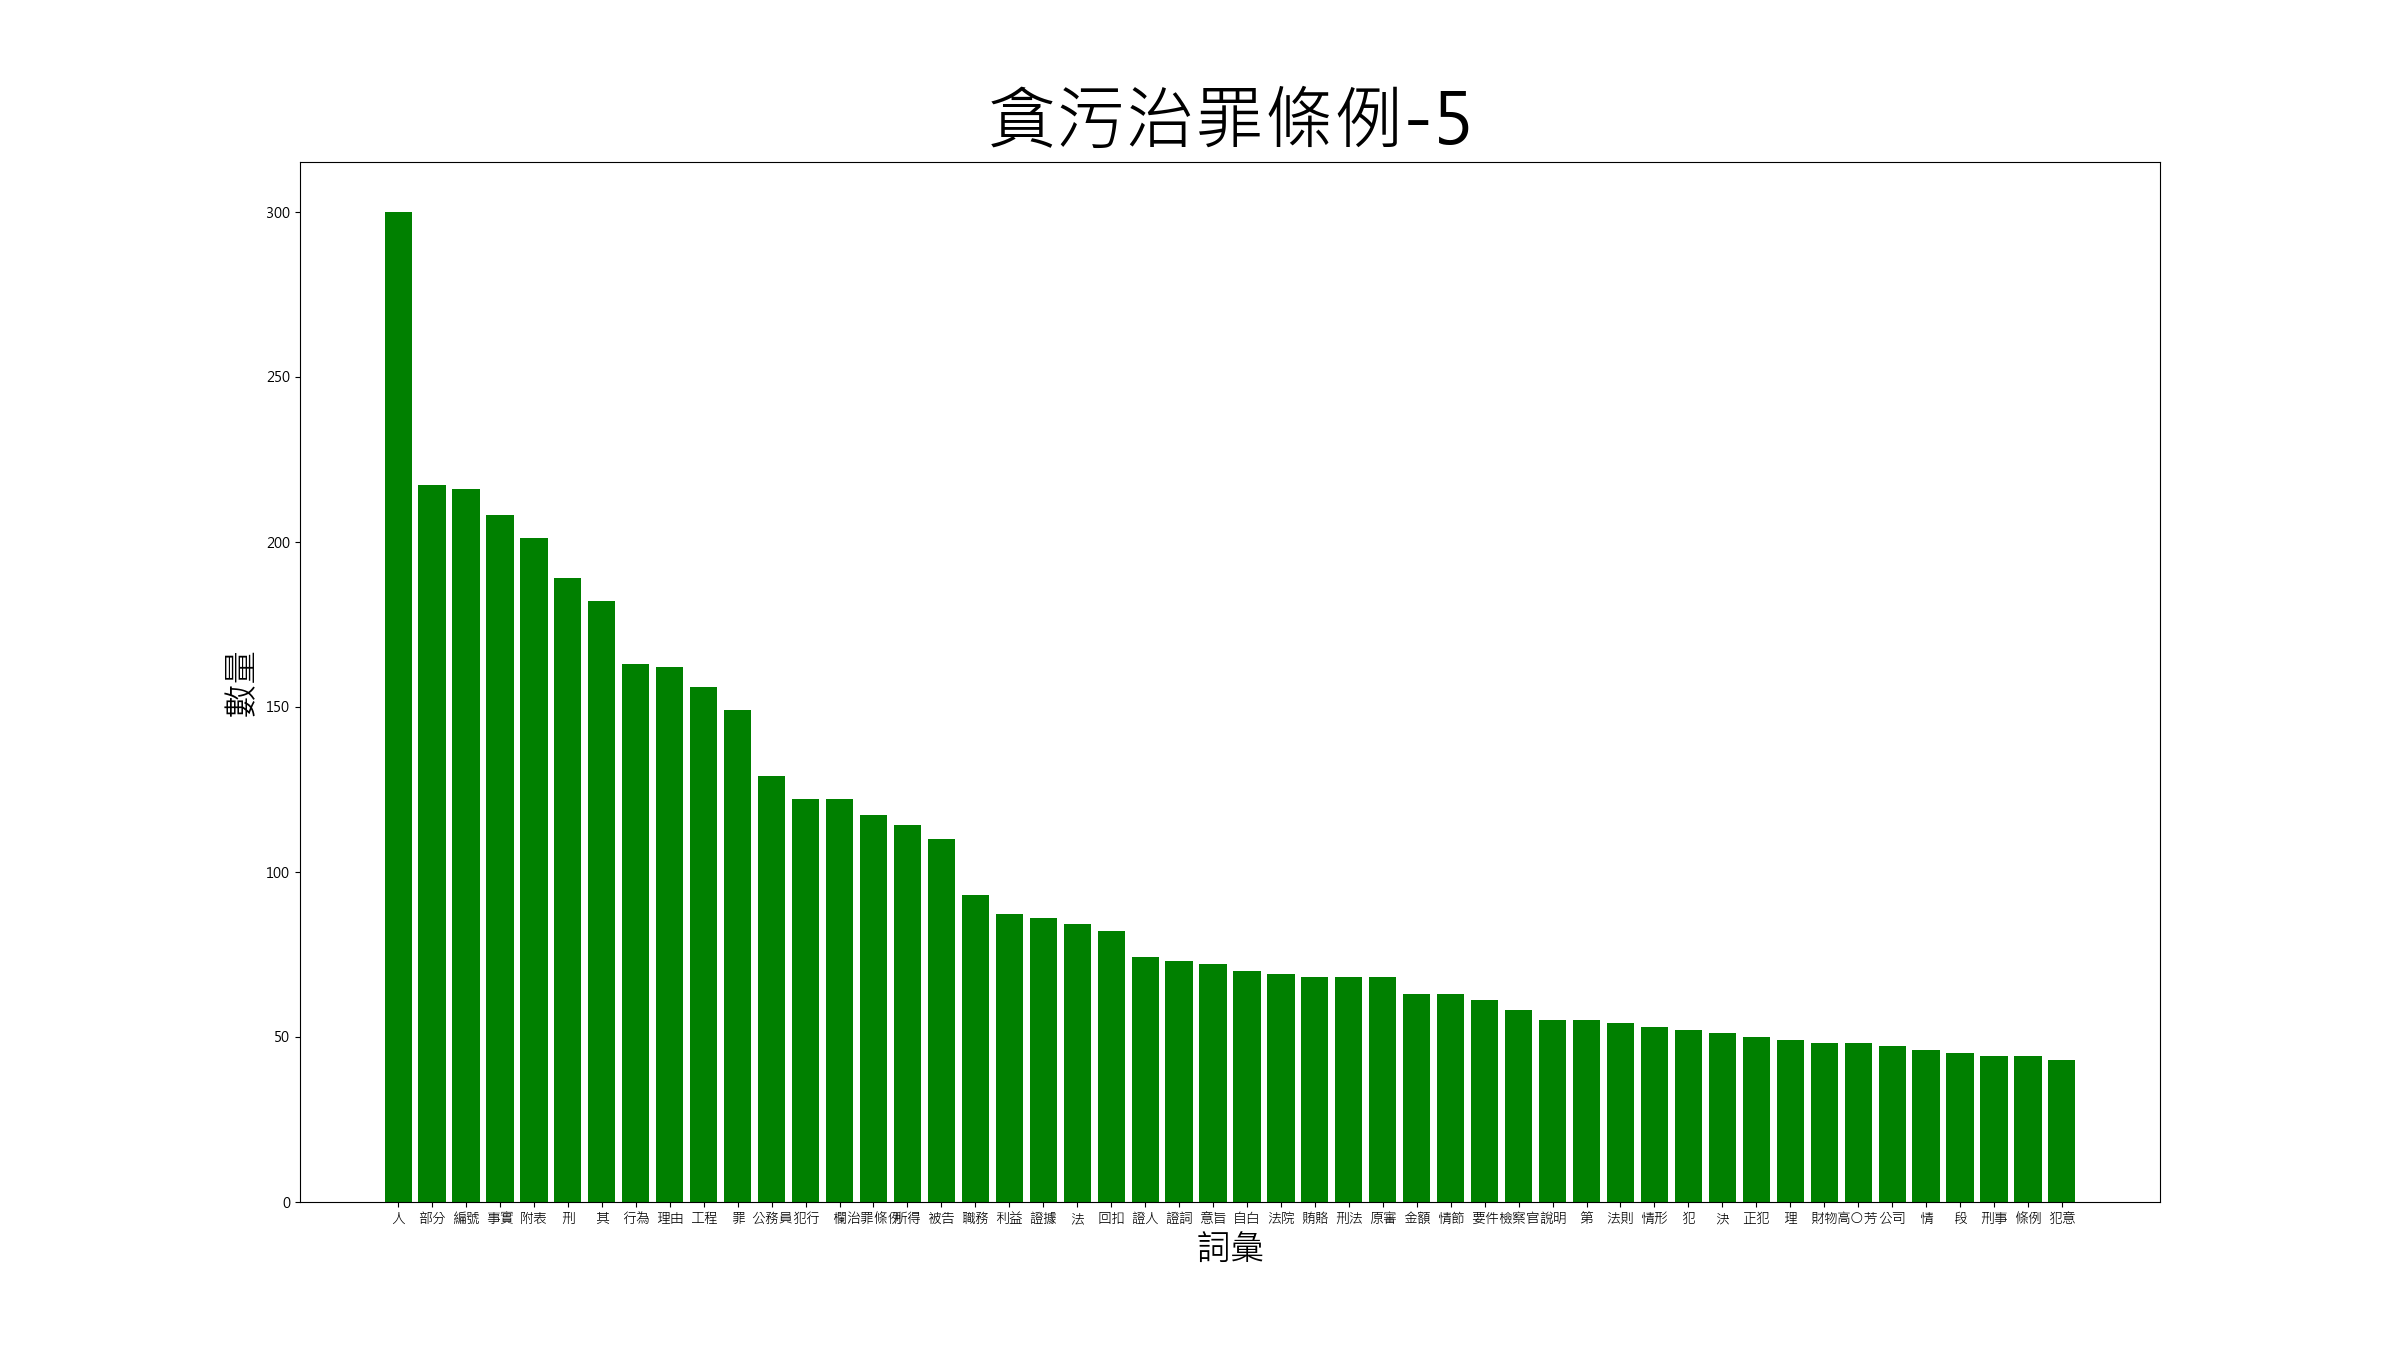 貪污治罪條例-5
數量
300
250
200
150
100
50
0
人 部分 編號 事實 附表 刑 其 行為 理由 工程 罪 公務員 犯行 欄 治罪條例 所得 被告 職務 利益 證據 法 回扣 證人 證詞 意旨 自白 法院 賄賂 刑法 原審 金額 情節 要件 檢察官 說明 第 法則 情形 犯 決 正犯 理 財物 高〇芳 公司 情 段 刑事 條例 犯意
詞彙